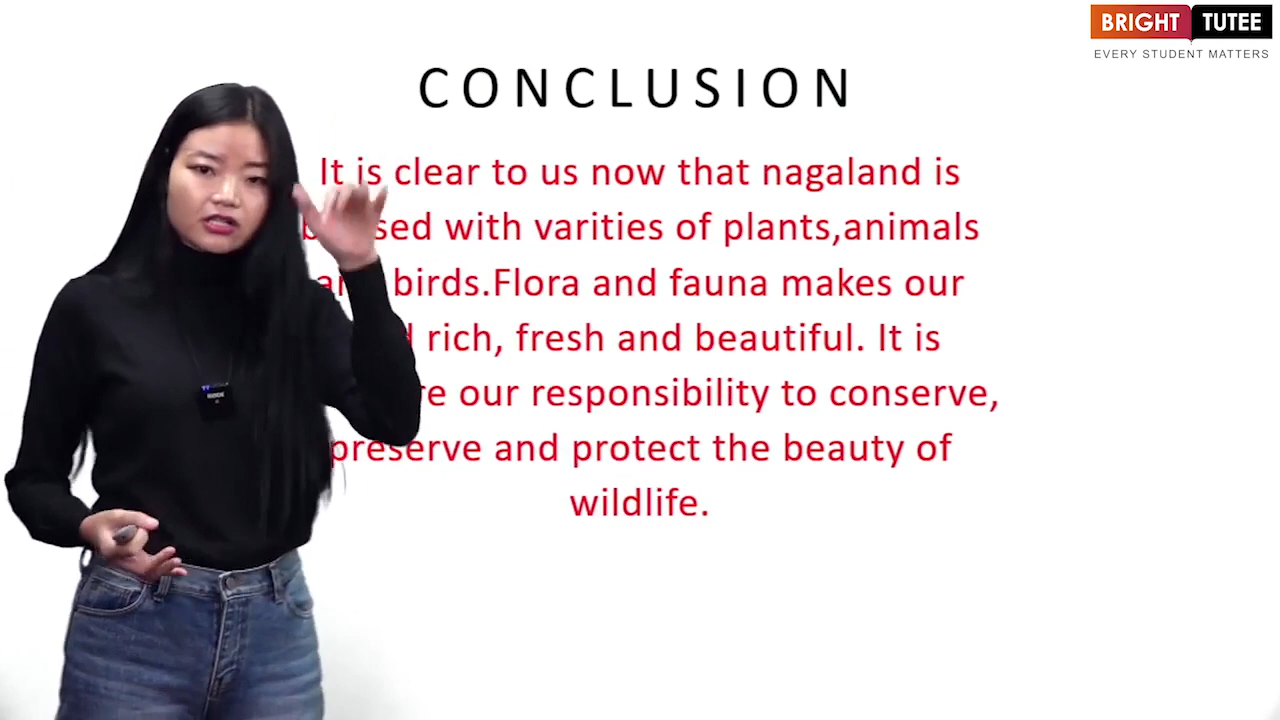 BRIGHT TUTEE
EVERY STUDENT MATTERS
CONCLUSION
It is clear to us now that nagaland is
with varities of plants,animals
birds.Flora and fauna makes our
rich, fresh and beautiful. It is
our responsibility to conserve,
preserve and protect the beauty of
wildlife.